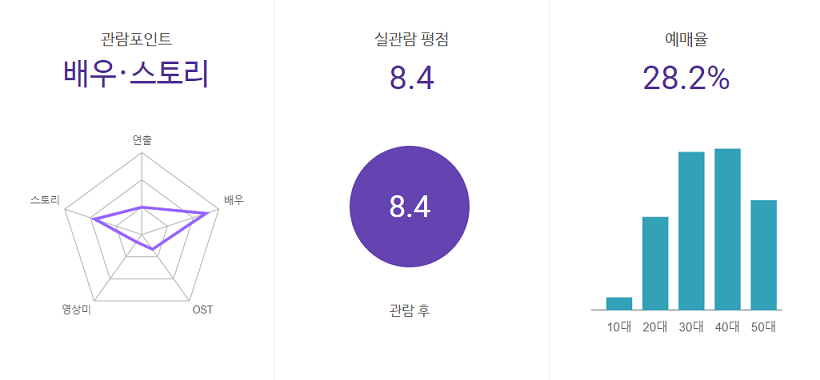 관람포인트
배우·스토리
연출
스토리
배우
영상미
OST
실관람 평점
8.4
8.4
관람 후
예매율
28.2%
10대 20대 30대 40대 50대